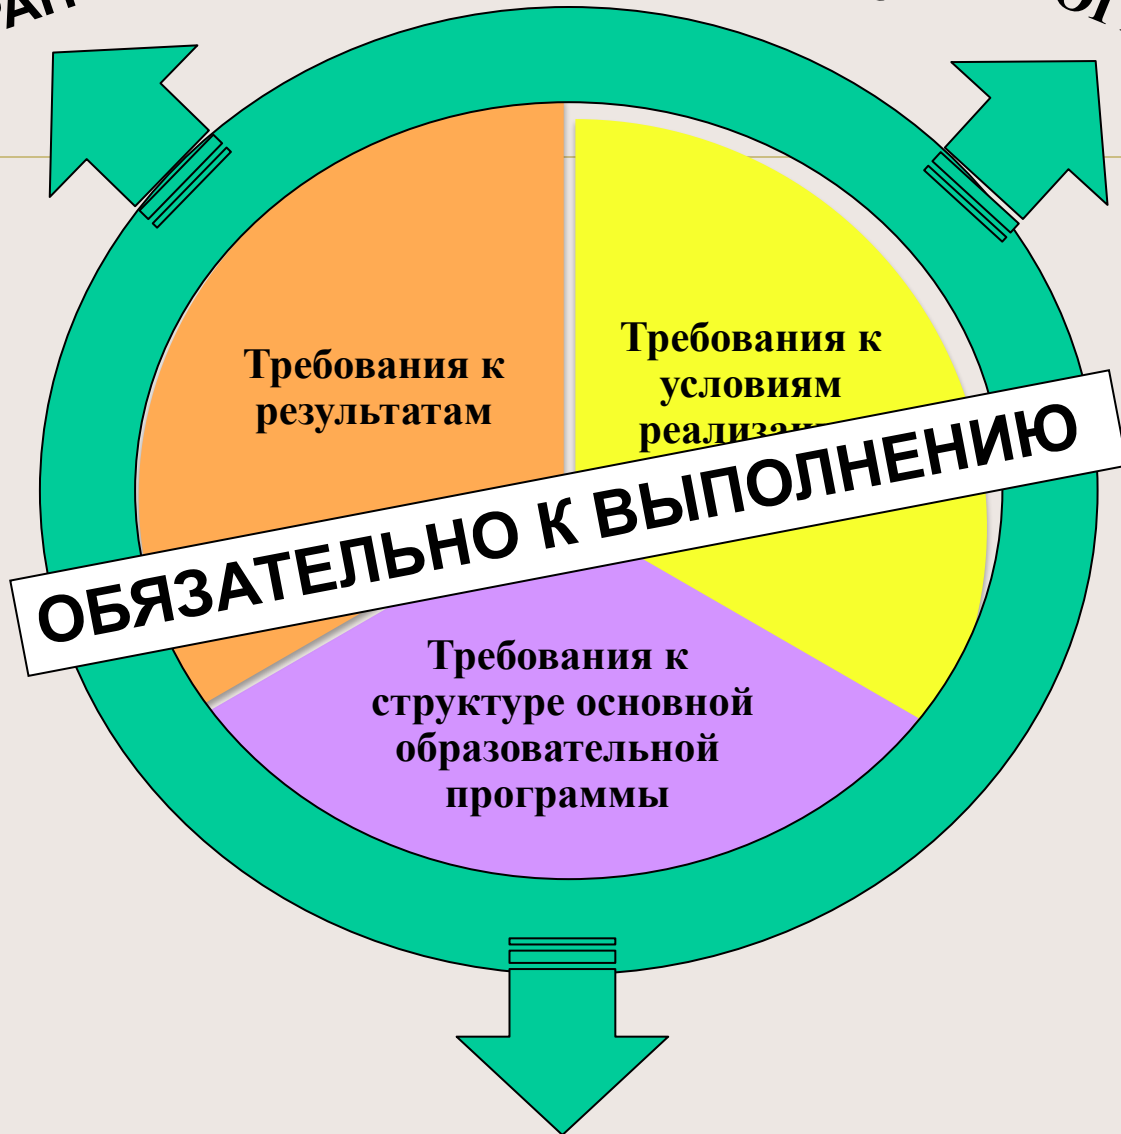 Требования к
результатам
Требования к
условиям
ОБЯЗАТЕЛЬНО К ВЫПОЛНЕНИЮ
Требования к
структуре основной
образовательной
программы